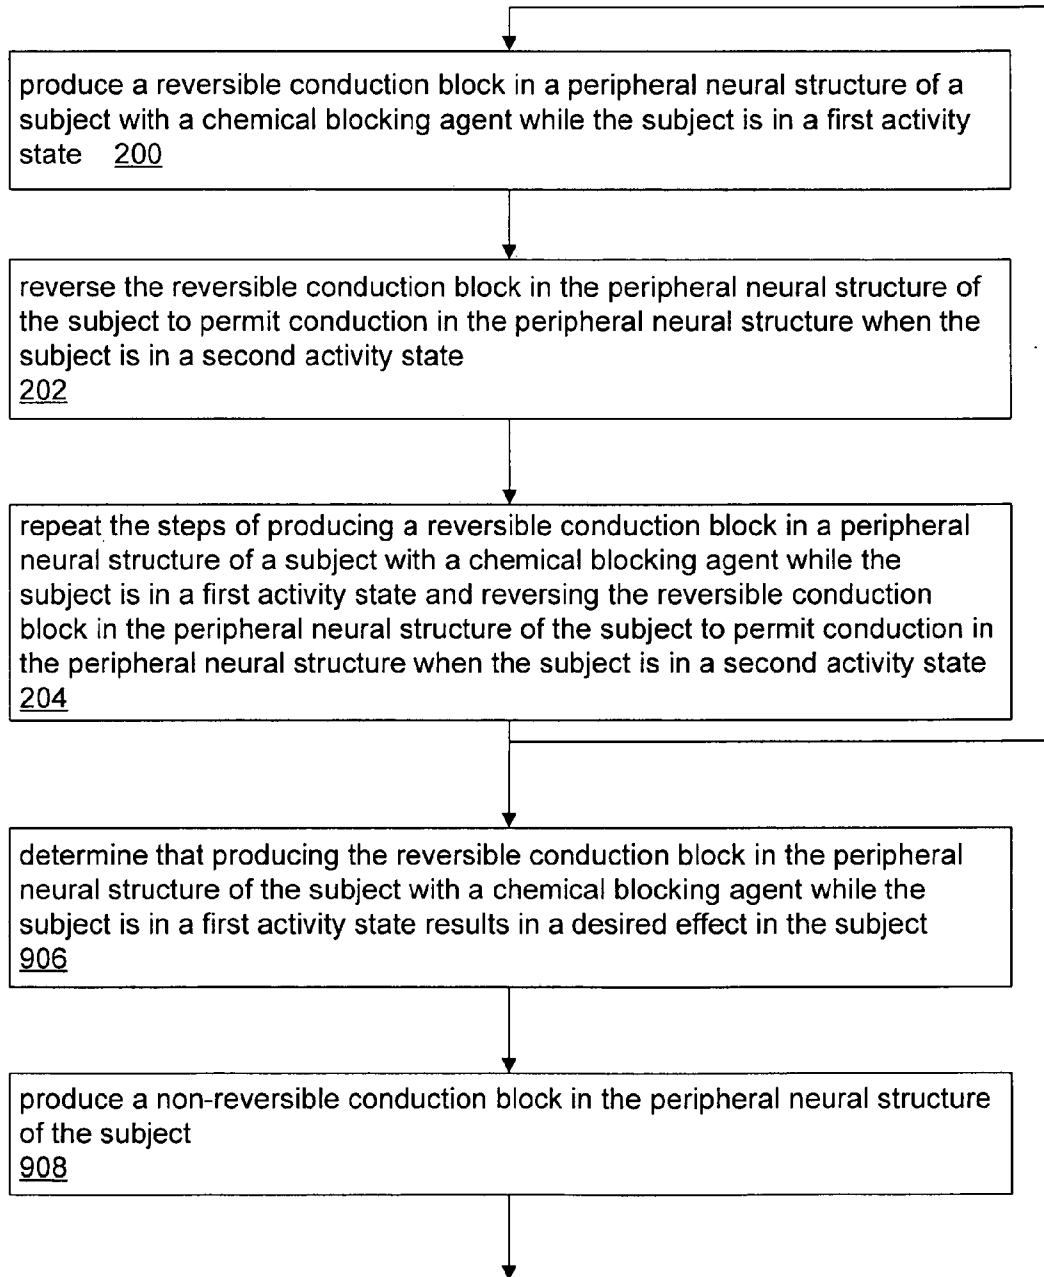 produce a reversible conduction block in a peripheral neural structure of a
subject with a chemical blocking agent while the subject is in a first activity
state 200
reverse the reversible conduction block in the peripheral neural structure of
the subject to permit conduction in the peripheral neural structure when the
subject is in a second activity state
202
repeat the steps of producing a reversible conduction block in a peripheral
neural structure of a subject with a chemical blocking agent while the
subject is in a first activity state and reversing the reversible conduction
block in the peripheral neural structure of the subject to permit conduction in
the peripheral neural structure when the subject is in a second activity state
204
determine that producing the reversible conduction block in the peripheral
neural structure of the subject with a chemical blocking agent while the
subject is in a first activity state results in a desired effect in the subject
906
produce a non-reversible conduction block in the peripheral neural structure
of the subject
908